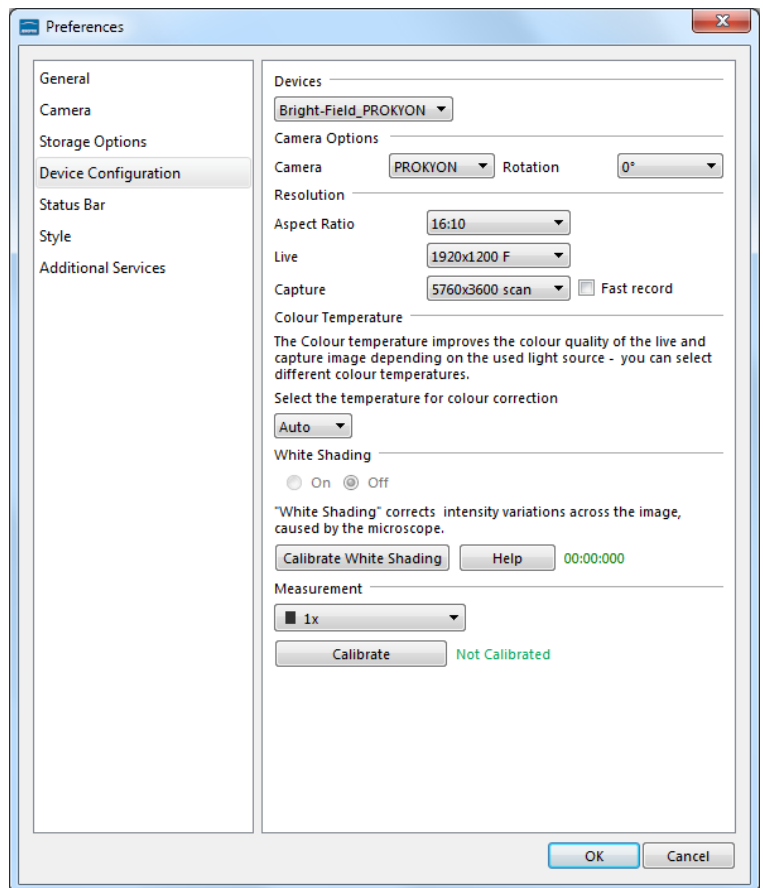 Preferences
General
Camera
Storage Options
Device Configuration
Status Bar
Style
Additional Services
Devices
Bright-Field_PROKYON
Camera Options
Camera PROKYON Rotation 0°
Resolution
Aspect Ratio 16:10
Live 1920x1200 F
Capture 5760x3600 scan Fast record
Colour Temperature
The Colour temperature improves the colour quality of the live and
capture image depending on the used light source - you can select
different colour temperatures.
Select the temperature for colour correction
Auto
White Shading
On Off
"White Shading" corrects intensity variations across the image,
caused by the microscope.
Calibrate White Shading Help 00:00:000
Measurement
1x
Calibrate Not Calibrated
OK Cancel